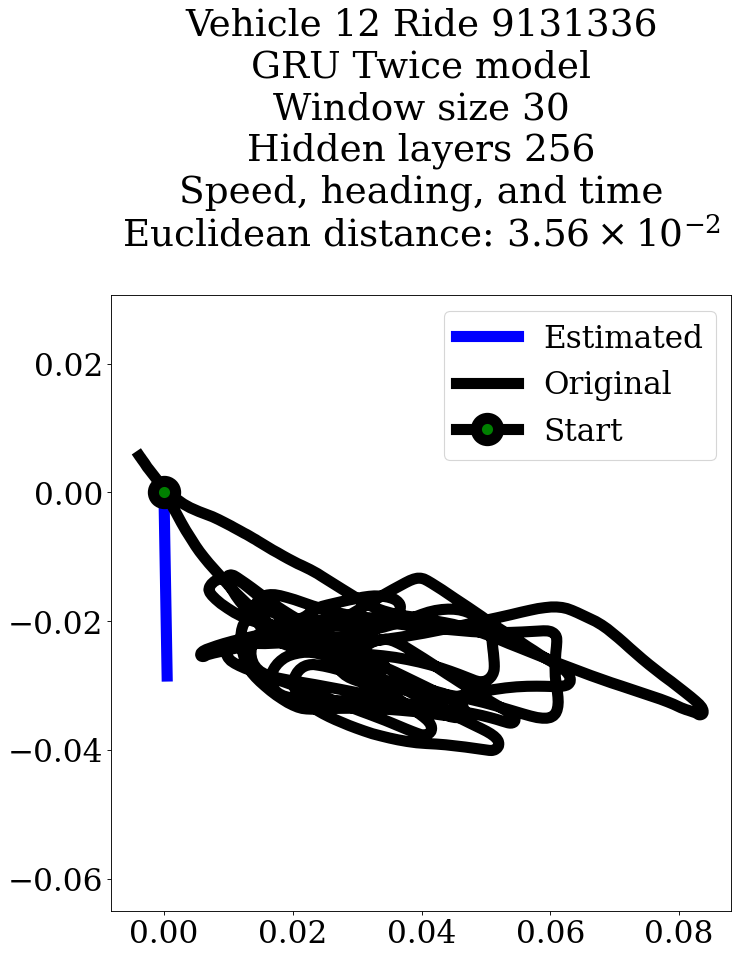 Vehicle 12 Ride 9131336
GRU Twice model
Window size 30
Hidden layers 256
Speed, heading, and time
Euclidean distance: 3.56 × 10⁻²
Estimated
Original
Start
0.02
0.00
−0.02
−0.04
−0.06
0.00 0.02 0.04 0.06 0.08